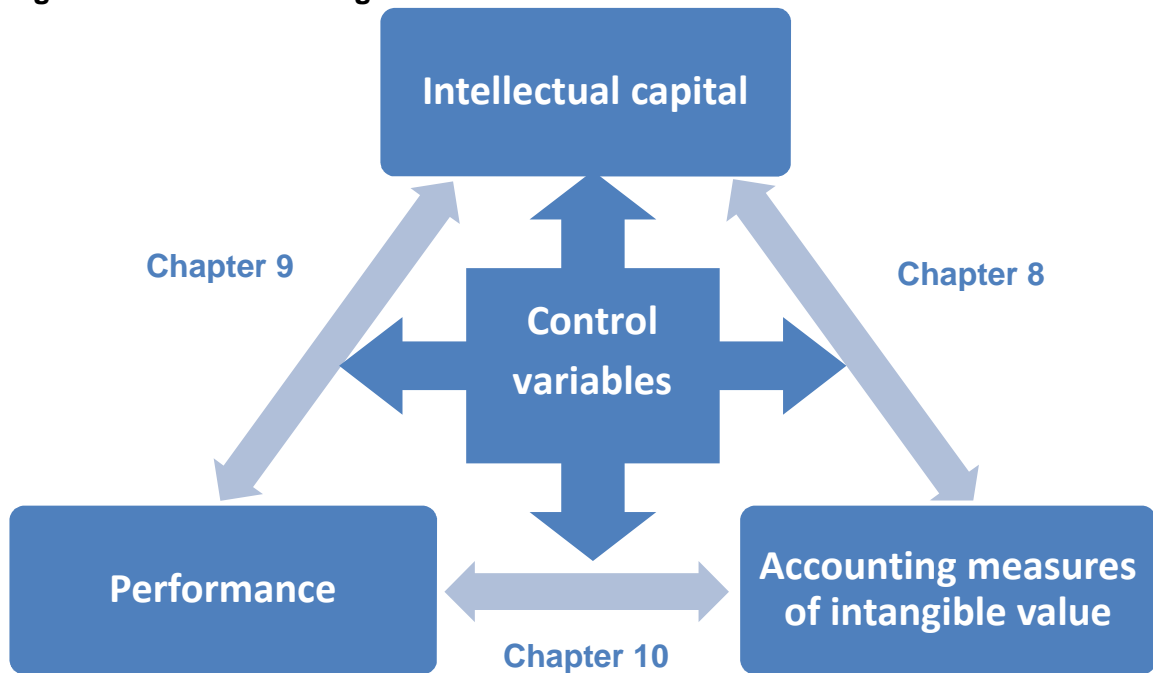 Intellectual capital
Chapter 9
Chapter 8
Control
variables
Performance
Accounting measures
of intangible value
Chapter 10